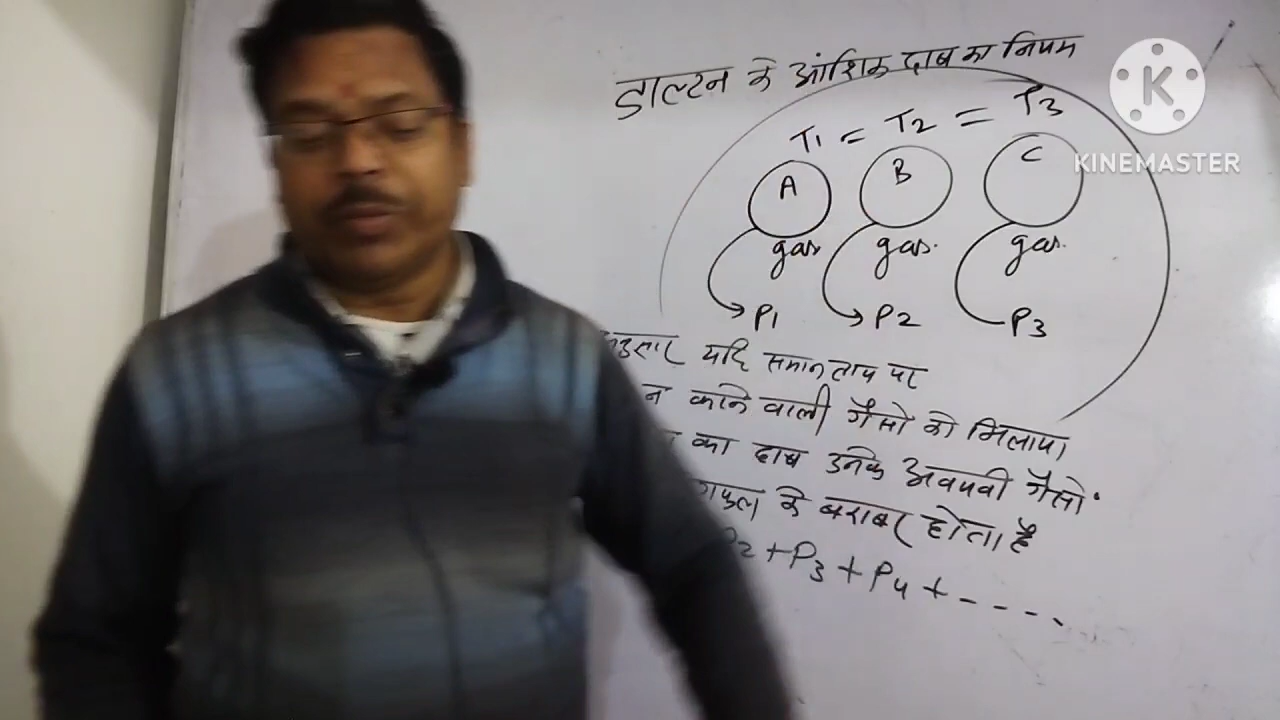 डाल्टन के आंशिक दाब का नियम
T1 = T2 = T3
A B C
gas. gas. gas.
P1 P2 P3
यदि समान ताप पर
न करने वाली गैसों को मिलाया
का दाब उनके अवयवी गैसों
के बराबर होता है
P2 + P3 + P4 + - - - -
K
KINEMASTER